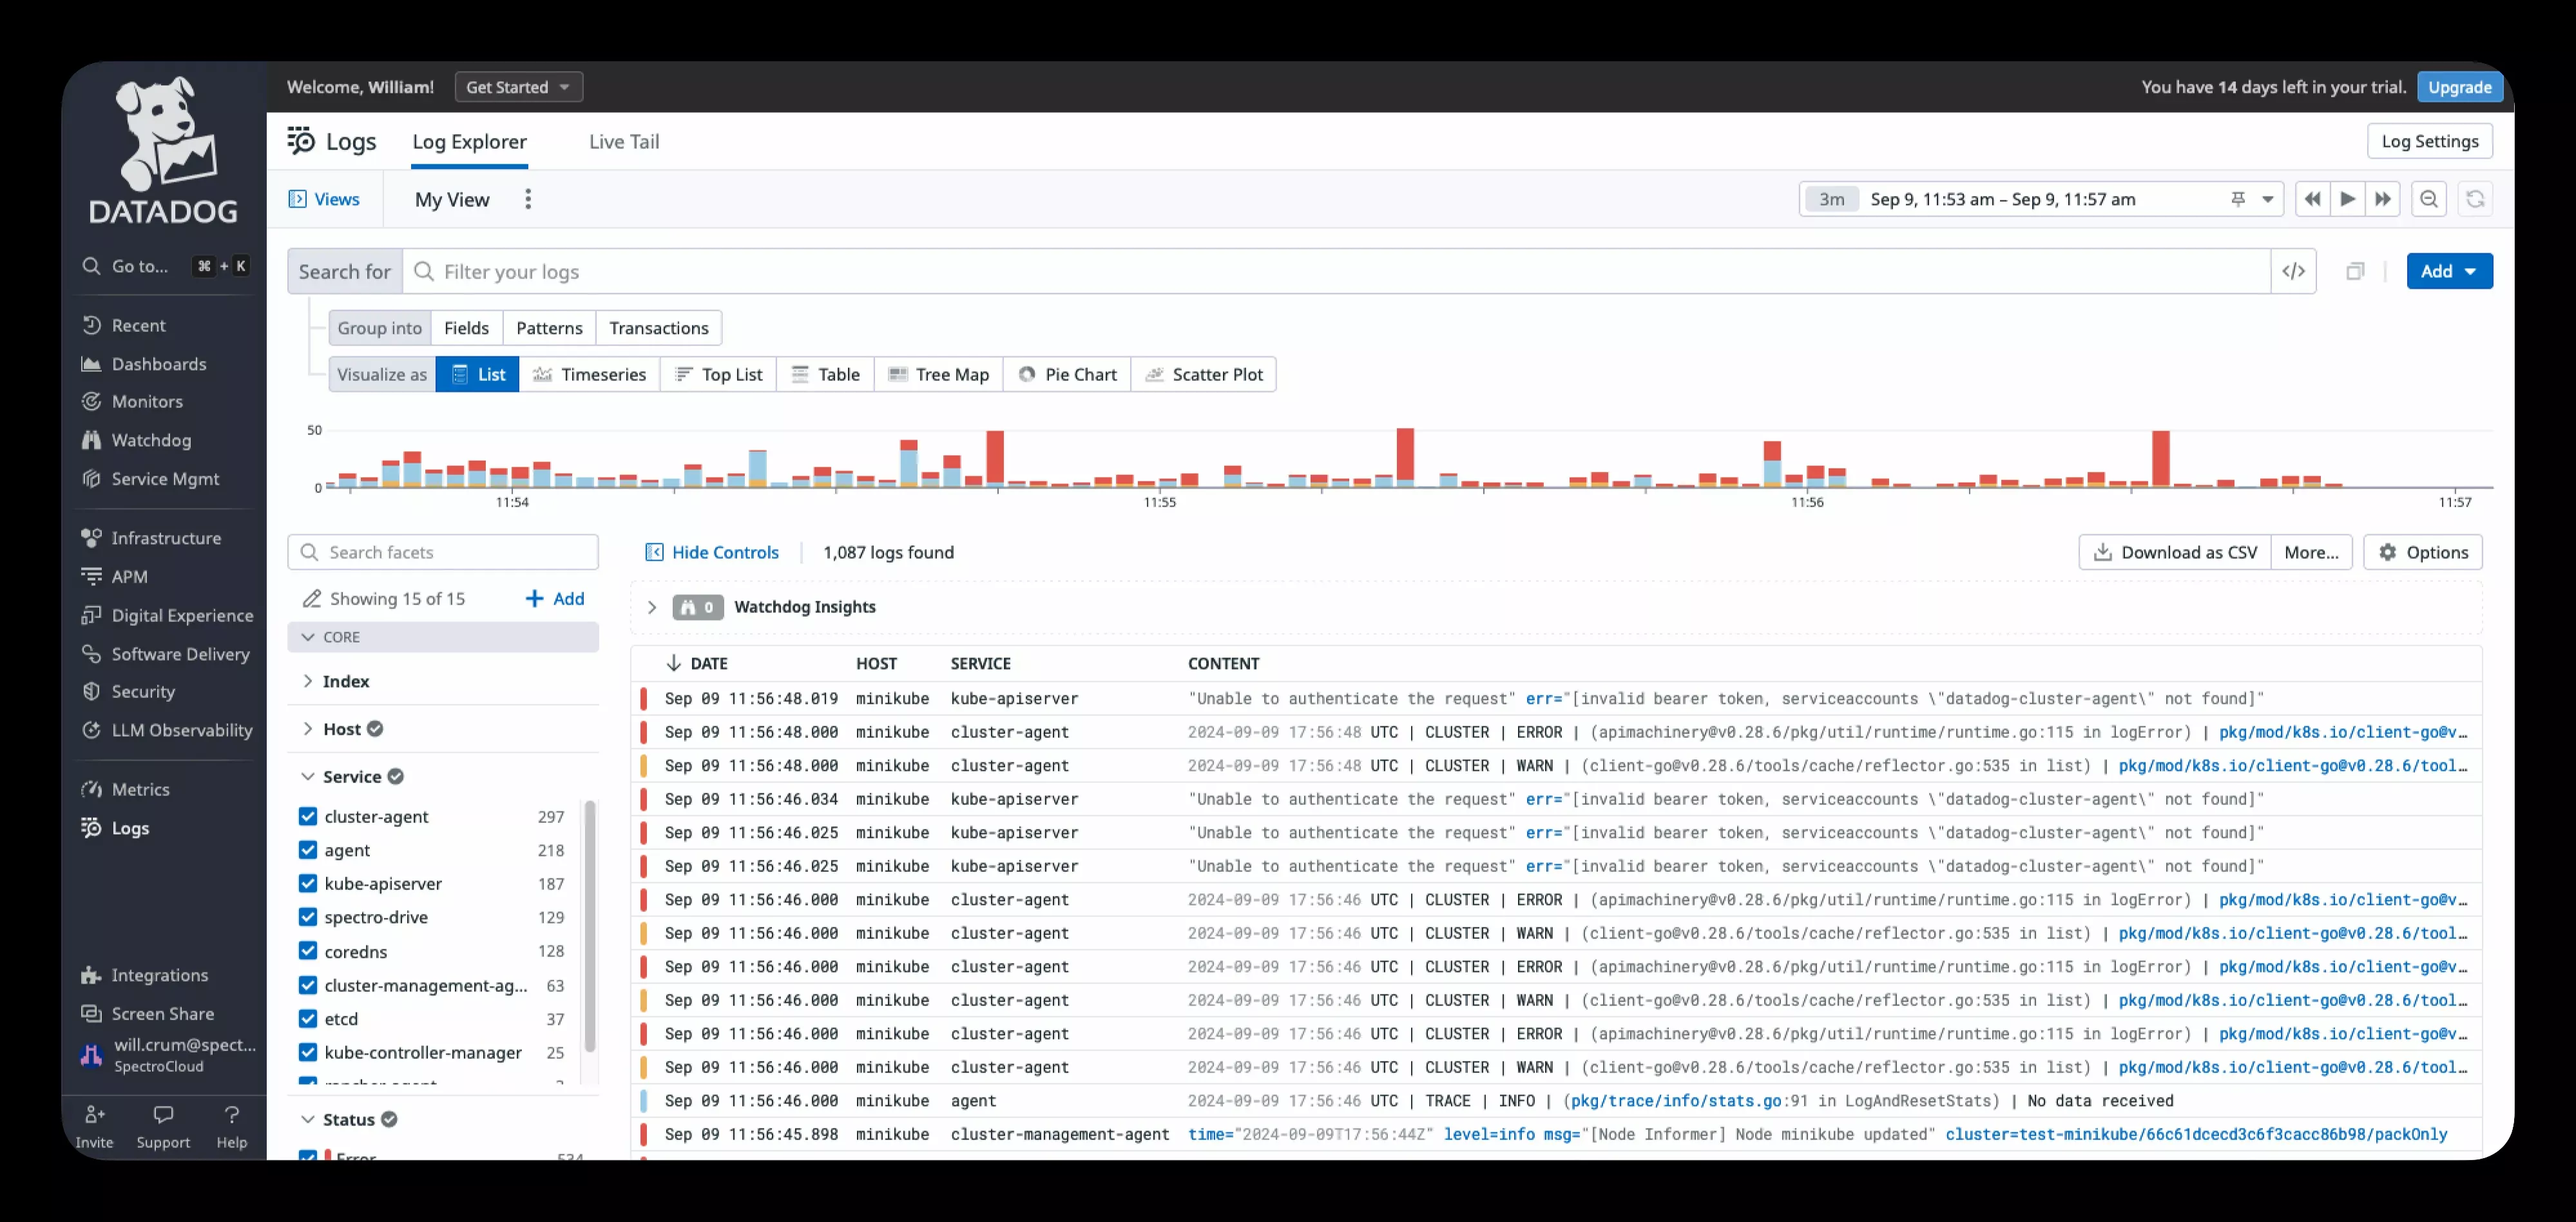 Welcome, William! Get Started
You have 14 days left in your trial. Upgrade
DATADOG
Go to... ⌘ + K
Recent
Dashboards
Monitors
Watchdog
Service Mgmt
Infrastructure
APM
Digital Experience
Software Delivery
Security
LLM Observability
Metrics
Logs
Integrations
Screen Share
will.crum@spect...
SpectroCloud
Invite Support Help
Logs Log Explorer Live Tail Log Settings
Views My View 3m Sep 9, 11:53 am – Sep 9, 11:57 am
Search for Filter your logs </> Add
Group into Fields Patterns Transactions
Visualize as List Timeseries Top List Table Tree Map Pie Chart Scatter Plot
50
0
11:54 11:55 11:56 11:57
Search facets
Showing 15 of 15 + Add
CORE
Index
Host
Service
cluster-agent 297
agent 218
kube-apiserver 187
spectro-drive 129
coredns 128
cluster-management-ag... 63
etcd 37
kube-controller-manager 25
Status
Error 534
Hide Controls 1,087 logs found Download as CSV More... Options
0 Watchdog Insights
DATE HOST SERVICE CONTENT
Sep 09 11:56:48.019 minikube kube-apiserver "Unable to authenticate the request" err="[invalid bearer token, serviceaccounts \"datadog-cluster-agent\" not found]"
Sep 09 11:56:48.000 minikube cluster-agent 2024-09-09 17:56:48 UTC | CLUSTER | ERROR | (apimachinery@v0.28.6/pkg/util/runtime/runtime.go:115 in logError) | pkg/mod/k8s.io/client-go@v…
Sep 09 11:56:48.000 minikube cluster-agent 2024-09-09 17:56:48 UTC | CLUSTER | WARN | (client-go@v0.28.6/tools/cache/reflector.go:535 in list) | pkg/mod/k8s.io/client-go@v0.28.6/tool…
Sep 09 11:56:46.034 minikube kube-apiserver "Unable to authenticate the request" err="[invalid bearer token, serviceaccounts \"datadog-cluster-agent\" not found]"
Sep 09 11:56:46.025 minikube kube-apiserver "Unable to authenticate the request" err="[invalid bearer token, serviceaccounts \"datadog-cluster-agent\" not found]"
Sep 09 11:56:46.025 minikube kube-apiserver "Unable to authenticate the request" err="[invalid bearer token, serviceaccounts \"datadog-cluster-agent\" not found]"
Sep 09 11:56:46.000 minikube cluster-agent 2024-09-09 17:56:46 UTC | CLUSTER | ERROR | (apimachinery@v0.28.6/pkg/util/runtime/runtime.go:115 in logError) | pkg/mod/k8s.io/client-go@v…
Sep 09 11:56:46.000 minikube cluster-agent 2024-09-09 17:56:46 UTC | CLUSTER | WARN | (client-go@v0.28.6/tools/cache/reflector.go:535 in list) | pkg/mod/k8s.io/client-go@v0.28.6/tool…
Sep 09 11:56:46.000 minikube cluster-agent 2024-09-09 17:56:46 UTC | CLUSTER | ERROR | (apimachinery@v0.28.6/pkg/util/runtime/runtime.go:115 in logError) | pkg/mod/k8s.io/client-go@v…
Sep 09 11:56:46.000 minikube cluster-agent 2024-09-09 17:56:46 UTC | CLUSTER | WARN | (client-go@v0.28.6/tools/cache/reflector.go:535 in list) | pkg/mod/k8s.io/client-go@v0.28.6/tool…
Sep 09 11:56:46.000 minikube cluster-agent 2024-09-09 17:56:46 UTC | CLUSTER | ERROR | (apimachinery@v0.28.6/pkg/util/runtime/runtime.go:115 in logError) | pkg/mod/k8s.io/client-go@v…
Sep 09 11:56:46.000 minikube cluster-agent 2024-09-09 17:56:46 UTC | CLUSTER | WARN | (client-go@v0.28.6/tools/cache/reflector.go:535 in list) | pkg/mod/k8s.io/client-go@v0.28.6/tool…
Sep 09 11:56:46.000 minikube agent 2024-09-09 17:56:46 UTC | TRACE | INFO | (pkg/trace/info/stats.go:91 in LogAndResetStats) | No data received
Sep 09 11:56:45.898 minikube cluster-management-agent time="2024-09-09T17:56:44Z" level=info msg="[Node Informer] Node minikube updated" cluster=test-minikube/66c61dcecd3c6f3cacc86b98/packOnly